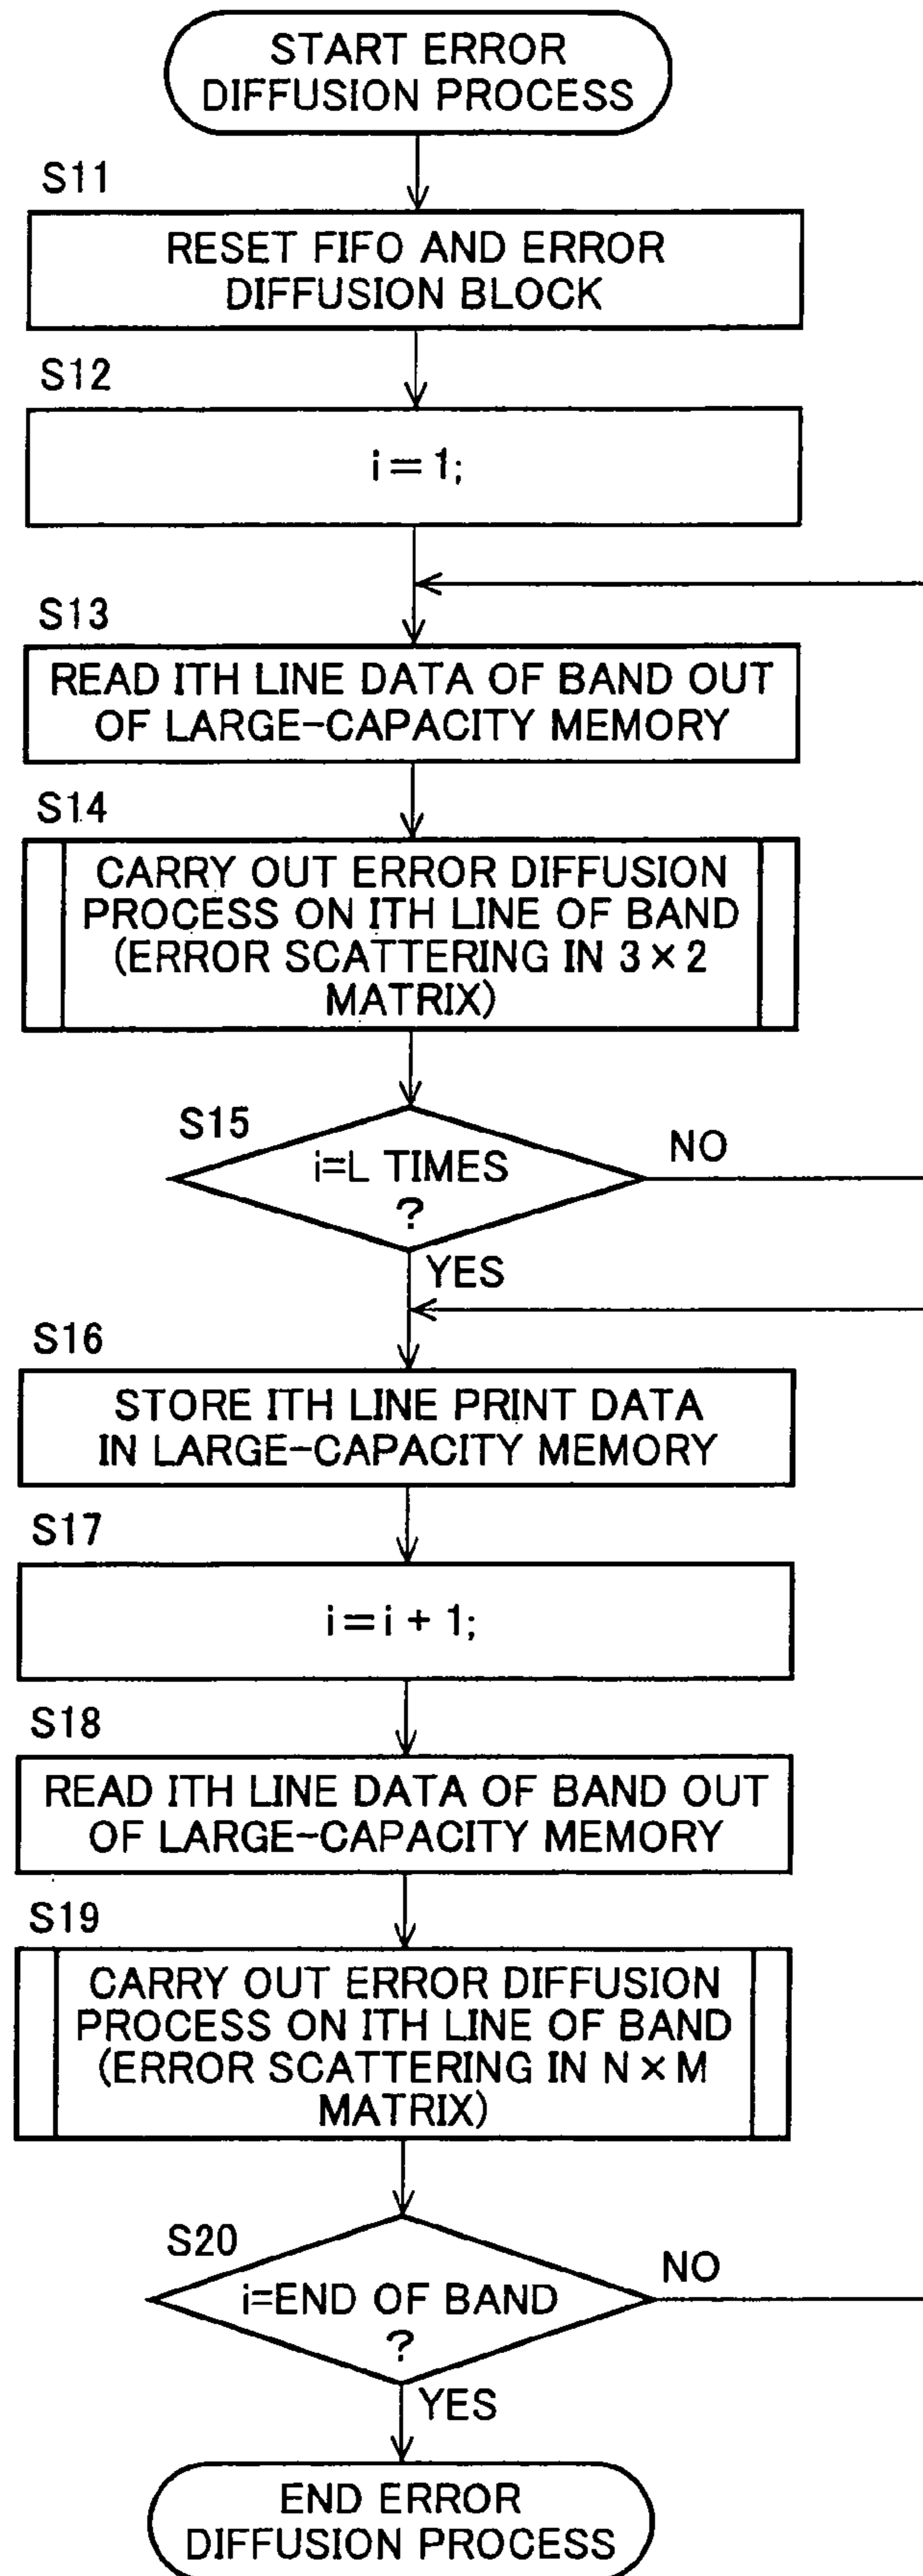 START ERROR
DIFFUSION PROCESS
S11
RESET FIFO AND ERROR
DIFFUSION BLOCK
S12
i=1;
S13
READ ITH LINE DATA OF BAND OUT
OF LARGE-CAPACITY MEMORY
S14
CARRY OUT ERROR DIFFUSION
PROCESS ON ITH LINE OF BAND
(ERROR SCATTERING IN 3×2
MATRIX)
S15
i=L TIMES
?
NO
YES
S16
STORE ITH LINE PRINT DATA
IN LARGE-CAPACITY MEMORY
S17
i=i+1;
S18
READ ITH LINE DATA OF BAND OUT
OF LARGE-CAPACITY MEMORY
S19
CARRY OUT ERROR DIFFUSION
PROCESS ON ITH LINE OF BAND
(ERROR SCATTERING IN N×M
MATRIX)
S20
i=END OF BAND
?
NO
YES
END ERROR
DIFFUSION PROCESS